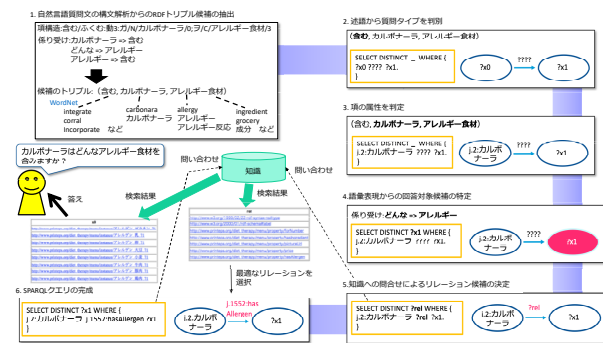 1. 自然言語質問文の構文解析からのRDFトリプル候補の抽出
項構造:含む/ふくむ:動3:ガ/N/カルボナーラ/0;ヲ/C/アレルギー食材/3
係り受け:カルボナーラ => 含む
どんな => アレルギー
アレルギー => 含む
候補のトリプル:（含む, カルボナーラ, アレルギー食材）
WordNet
integrate
corral
incorporate など
carbonara
カルボナーラ
allergy
アレルギー
アレルギー反応
ingredient
grocery
成分 など
2. 述語から質問タイプを判別
(含む, カルボナーラ, アレルギー食材)
SELECT DISTINCT _ WHERE {
?x0 ???? ?x1.
}
?x0
????
?x1
3. 項の属性を判定
(含む, カルボナーラ, アレルギー食材)
SELECT DISTINCT _ WHERE {
j.2:カルボナーラ ???? ?x1.
}
j.2:カルボナーラ
????
?x1
4.語彙表現からの回答対象候補の特定
係り受け:どんな => アレルギー
SELECT DISTINCT ?x1 WHERE {
j.2:カルボナーラ ???? ?x1.
}
j.2:カルボナーラ
????
?x1
5.知識への問合せによるリレーション候補の決定
SELECT DISTINCT ?rel WHERE {
j.2:カルボナーラ ?rel ?x1.
}
j.2:カルボナーラ
?rel
?x1
カルボナーラはどんなアレルギー食材を
含みますか？
答え
問い合わせ
知識
問い合わせ
検索結果
検索結果
最適なリレーションを
選択
6. SPARQLクエリの完成
SELECT DISTINCT ?x1 WHERE {
j.2:カルボナーラ j.1552:hasAllergen ?x1.
}
j.2:カルボナーラ
j.1552:has
Allergen
?x1